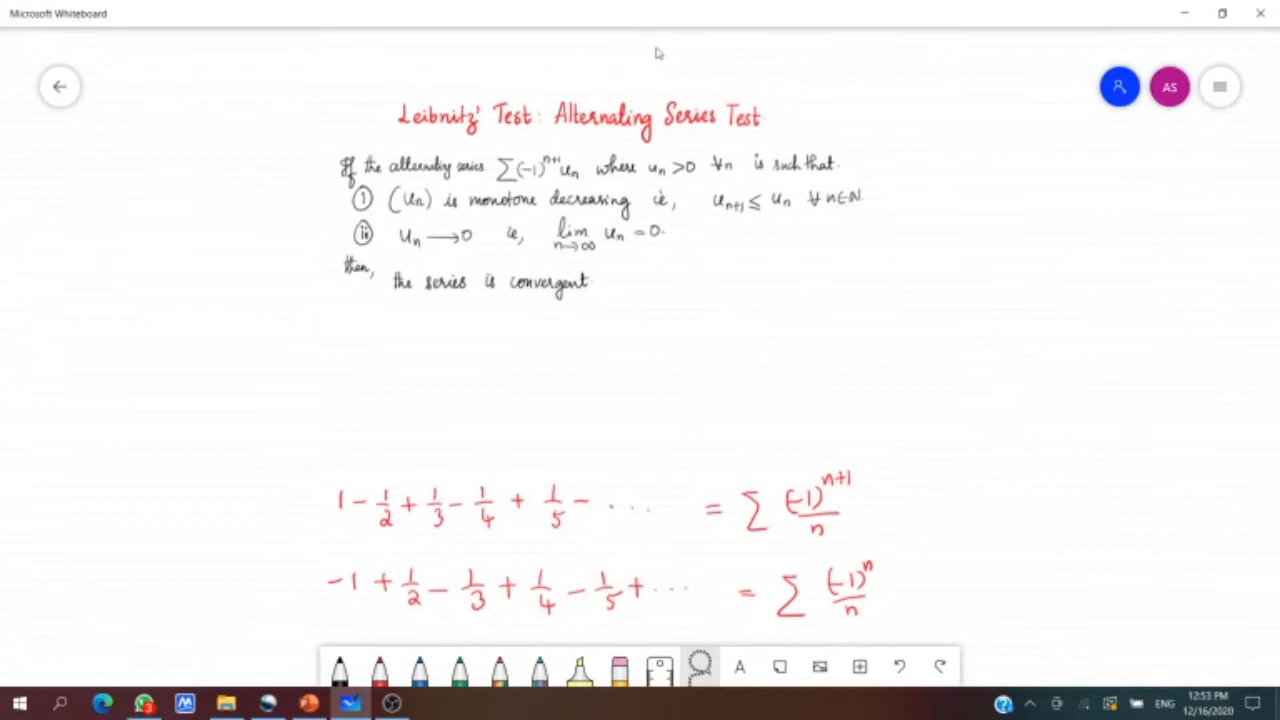 Microsoft Whiteboard
AS
Leibnitz' Test: Alternating Series Test
If the alternating series ∑(-1)^{n+1} u_n where u_n > 0 ∀n is such that
① (u_n) is monotone decreasing ie, u_{n+1} ≤ u_n ∀ n∈N.
ⓘⓘ u_n → 0 ie, lim_{n→∞} u_n = 0.
then,
the series is convergent
1 - 1/2 + 1/3 - 1/4 + 1/5 - ... = ∑ (-1)^{n+1}/n
-1 + 1/2 - 1/3 + 1/4 - 1/5 + ... = ∑ (-1)^n/n
A
3
ENG
12:53 PM
12/16/2020